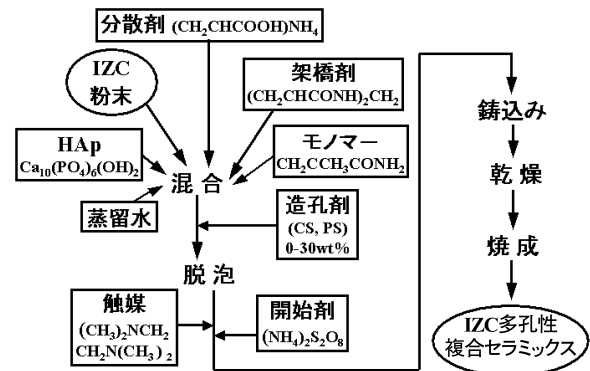 分散剤 (CH₂CHCOOH)NH₄
IZC
粉末
架橋剤
(CH₂CHCONH)₂CH₂
HAp
Ca₁₀(PO₄)₆(OH)₂
モノマー
CH₂CCH₃CONH₂
混合
蒸留水
造孔剤
(CS, PS)
0-30wt%
脱泡
触媒
(CH₃)₂NCH₂
CH₂N(CH₃)₂
開始剤
(NH₄)₂S₂O₈
鋳込み
乾燥
焼成
IZC多孔性
複合セラミックス